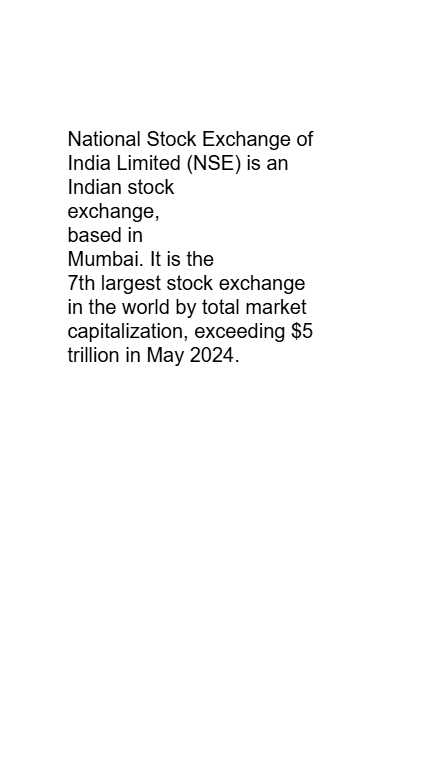 National Stock Exchange of
India Limited (NSE) is an
Indian stock
exchange,
based in
Mumbai. It is the
7th largest stock exchange
in the world by total market
capitalization, exceeding $5
trillion in May 2024.